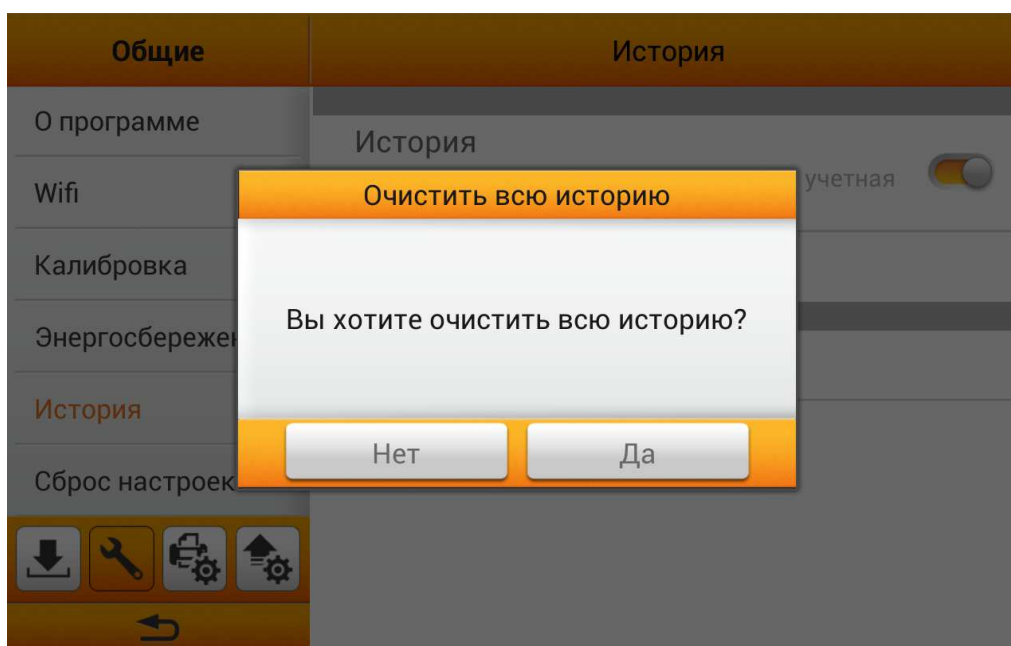 Общие
История
О программе
История
учетная
Wifi
Очистить всю историю
Калибровка
Вы хотите очистить всю историю?
Энергосбереже
История
Нет
Да
Сброс настроек